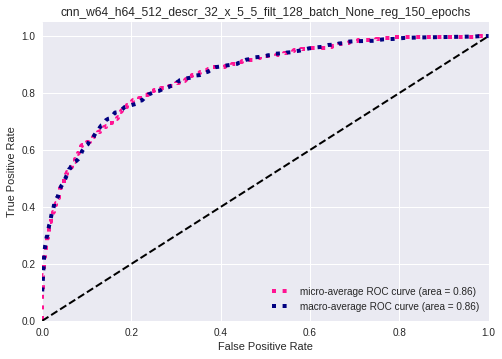 cnn_w64_h64_512_descr_32_x_5_5_filt_128_batch_None_reg_150_epochs
1.0
0.8
0.6
0.4
0.2
0.0
True Positive Rate
micro-average ROC curve (area = 0.86)
macro-average ROC curve (area = 0.86)
0.0 0.2 0.4 0.6 0.8 1.0
False Positive Rate